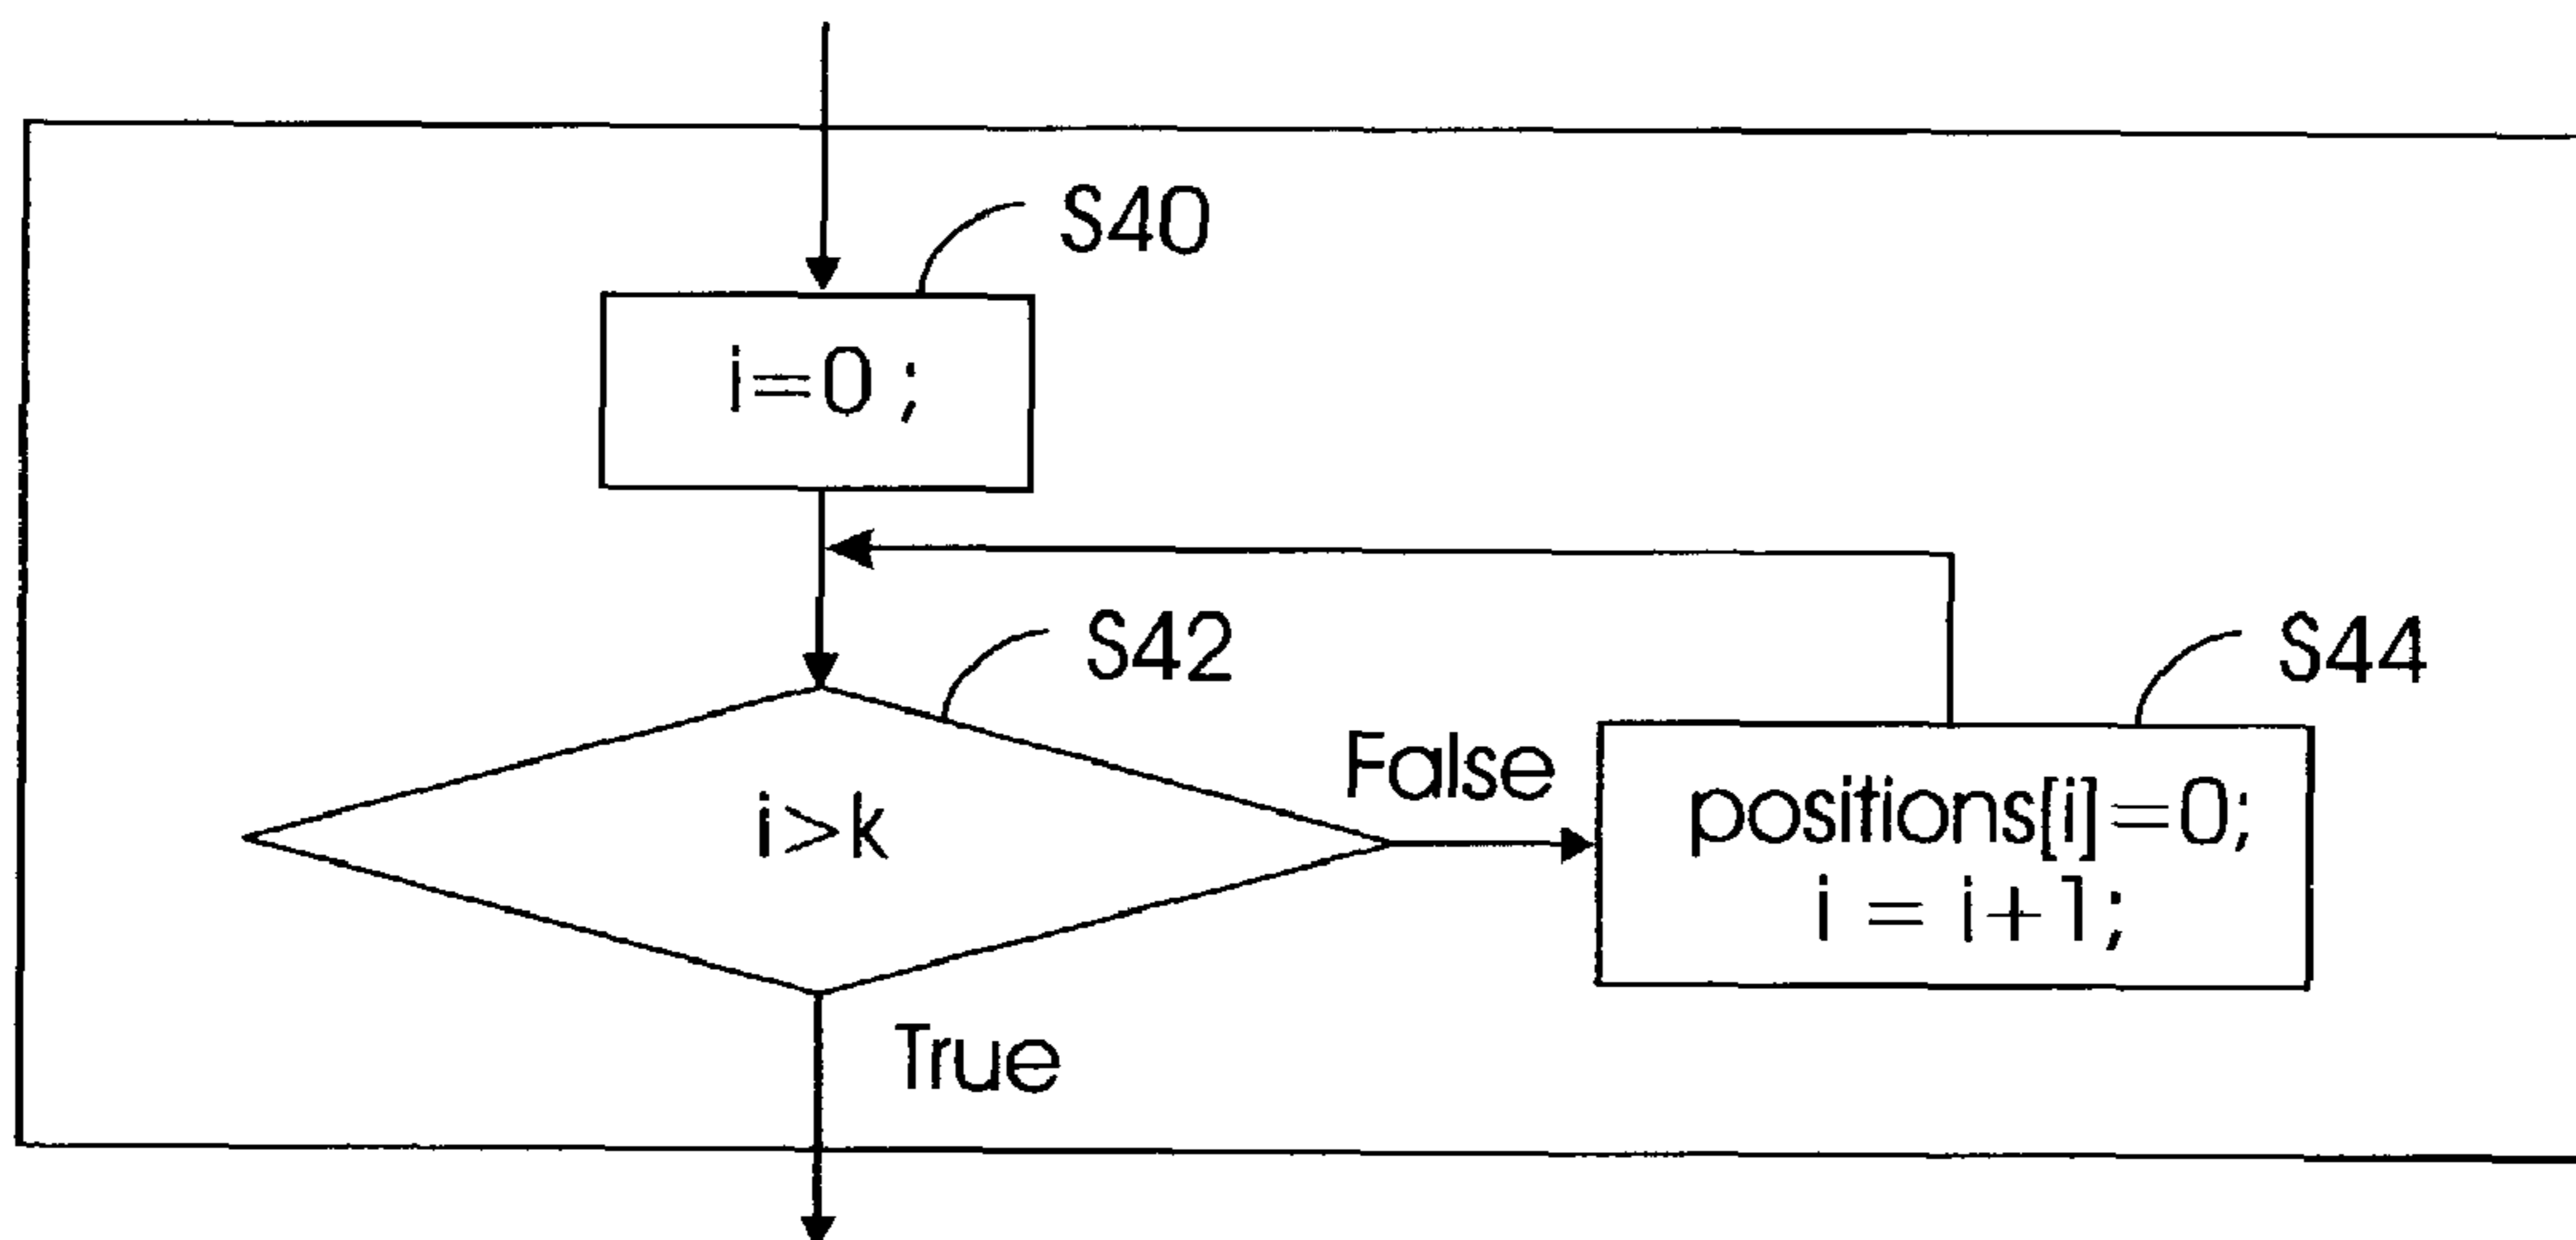 S40
i=0 ;
S42
i>k
False
S44
positions[i]=0;
i = i+1;
True